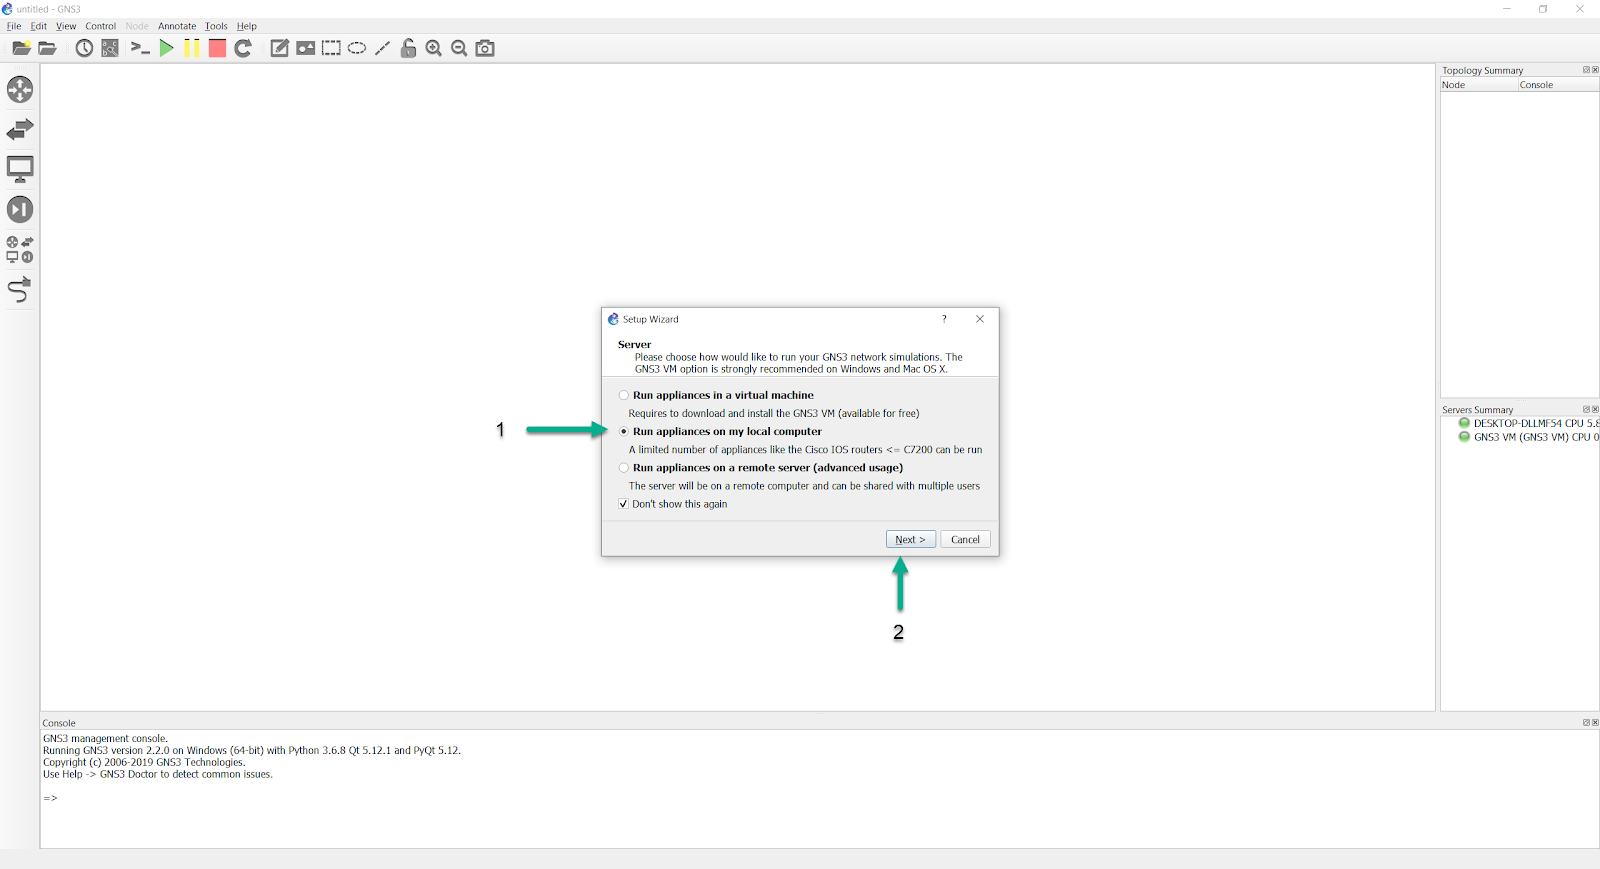 untitled - GNS3
File Edit View Control Node Annotate Tools Help
Topology Summary
Node Console
Setup Wizard
?
Server
Please choose how would like to run your GNS3 network simulations. The
GNS3 VM option is strongly recommended on Windows and Mac OS X.
Run appliances in a virtual machine
Requires to download and install the GNS3 VM (available for free)
1
Run appliances on my local computer
A limited number of appliances like the Cisco IOS routers <= C7200 can be run
Run appliances on a remote server (advanced usage)
The server will be on a remote computer and can be shared with multiple users
Don't show this again
Next > Cancel
2
Servers Summary
DESKTOP-DLLMF54 CPU 5.8
GNS3 VM (GNS3 VM) CPU 0
Console
GNS3 management console.
Running GNS3 version 2.2.0 on Windows (64-bit) with Python 3.6.8 Qt 5.12.1 and PyQt 5.12.
Copyright (c) 2006-2019 GNS3 Technologies.
Use Help -> GNS3 Doctor to detect common issues.
=>